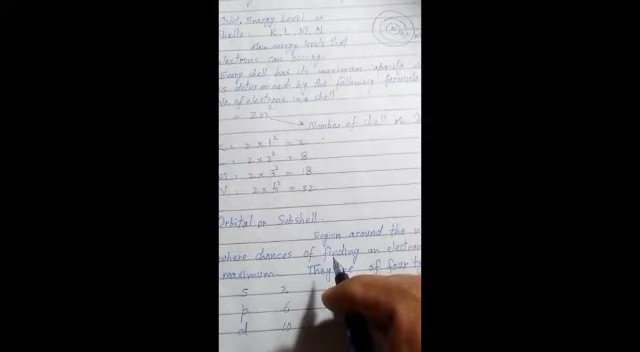 Orbit, Energy Level or
Shells. K, L, M, N
Main energy levels that
electrons can
Every shell has its maximum capacity
is determined by the following formula
No of electrons in a shell
= 2n²
Number of shell or
K = 2×1² = 2
= 2×2² = 8
M = 2×3² = 18
N = 2×4² = 32
Orbital or Subshell.
Region around the
where chances of finding an electron
maximum. They of four
s 2
p 6
d 10